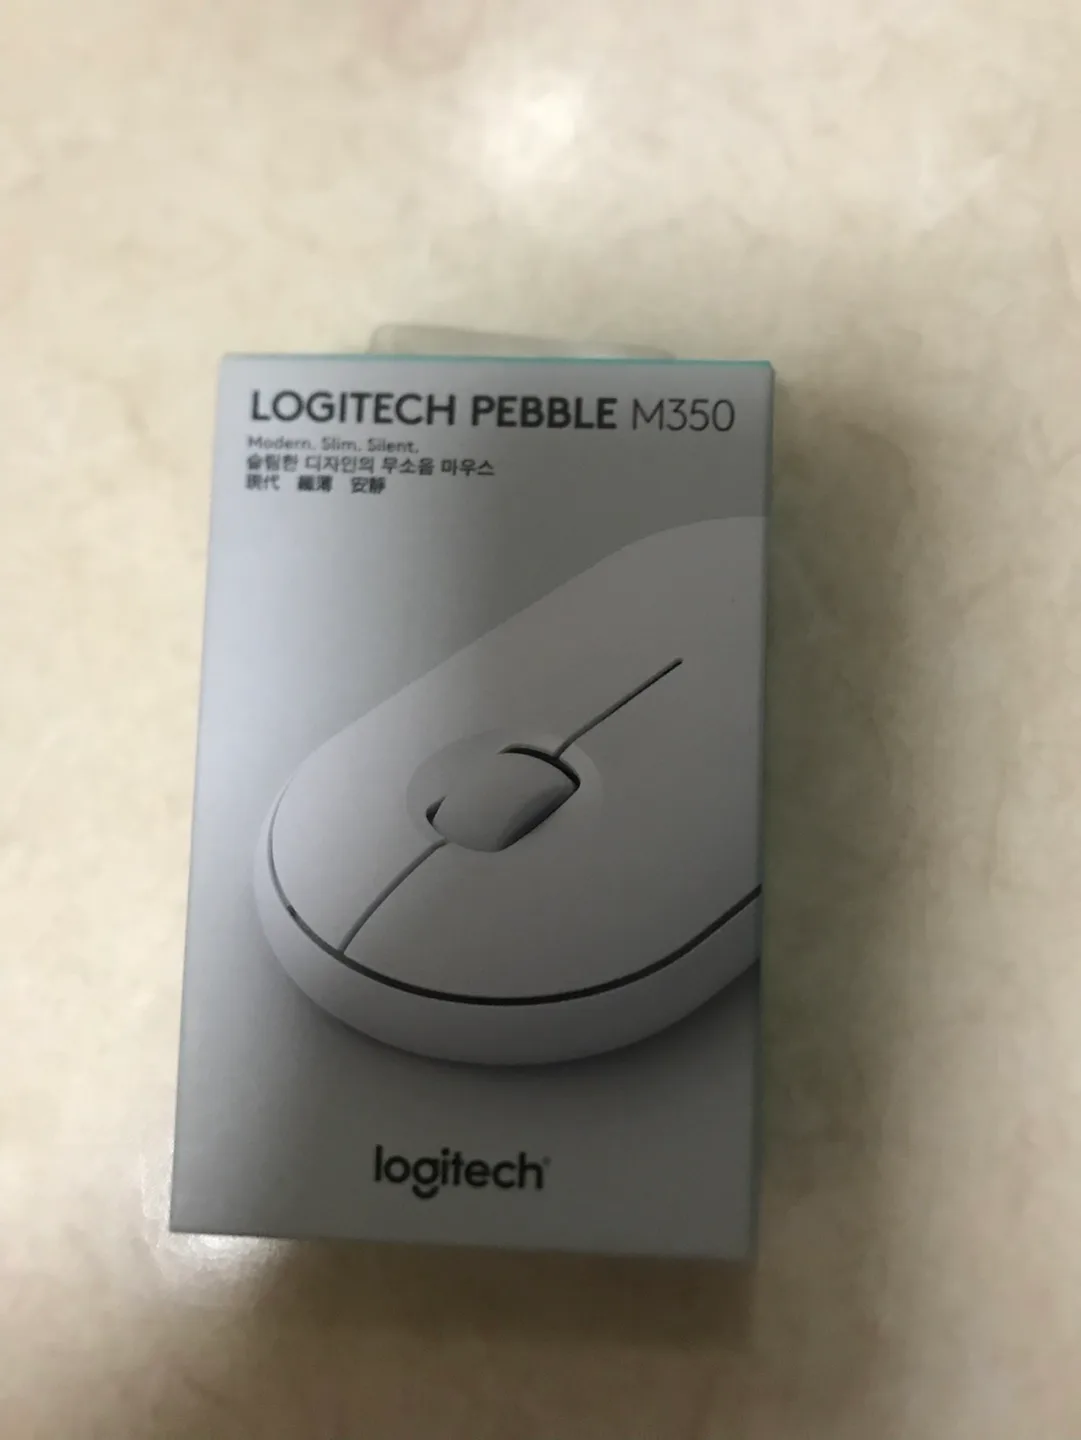 LOGITECH PEBBLE M350
Modern. Slim. Silent.
슬림한 디자인의 무소음 마우스
現代 纖薄 安靜
logitech